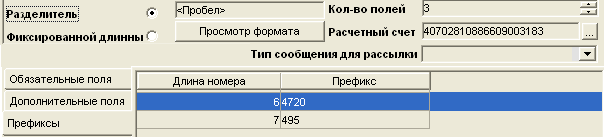 Разделитель <Пробел> Кол-во полей 3
Фиксированной длинны Просмотр формата Расчетный счет 40702810886609003183 ...
Тип сообщения для рассылки
Обязательные поля Длина номера Префикс
Дополнительные поля 6 4720
Префиксы 7 495